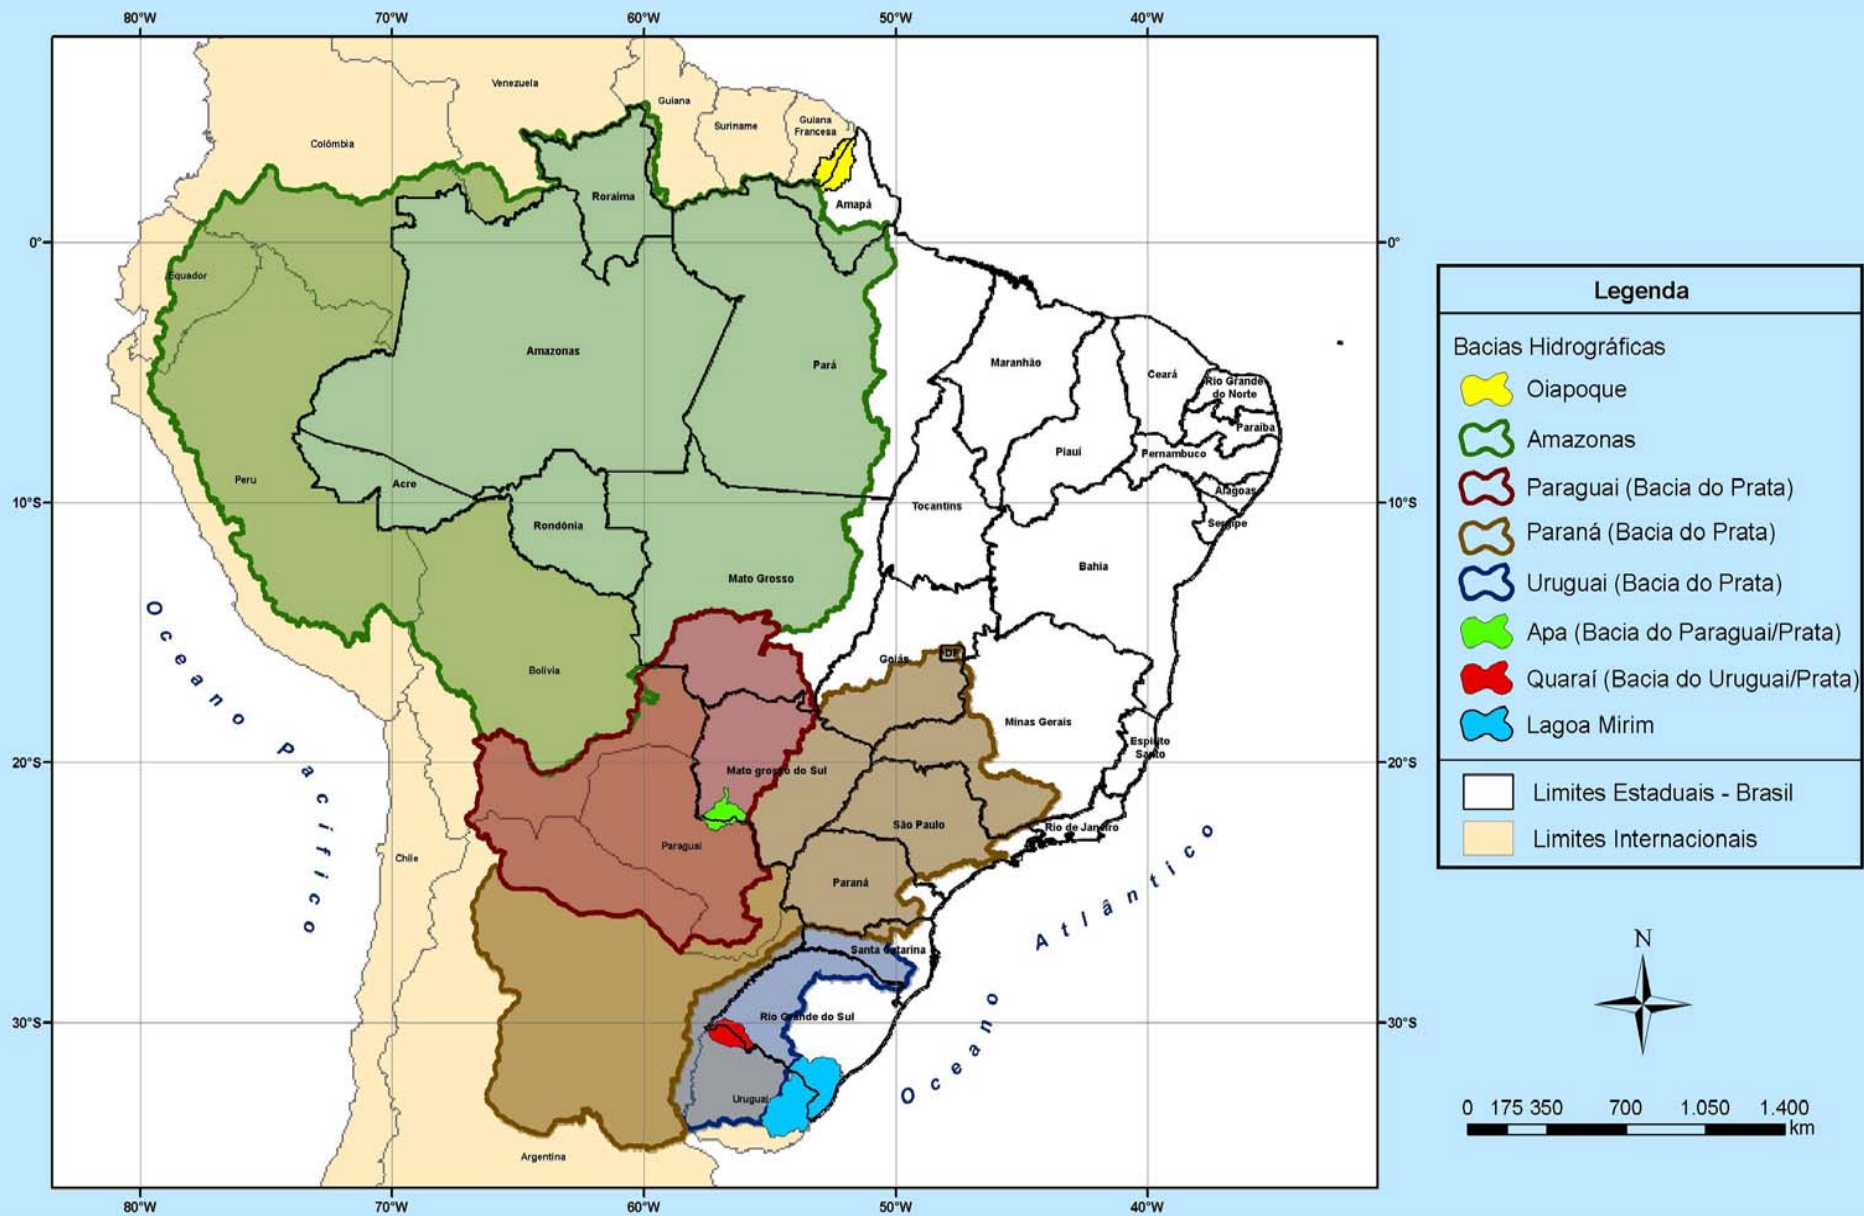 80°W 70°W 60°W 50°W 40°W
Venezuela
Guiana
Suriname
Guiana
Francesa
Colômbia
Roraima
Amapá
0°
0°
Equador
Amazonas
Pará
Maranhão
Ceará
Rio Grande
do Norte
Paraíba
Piauí
Pernambuco
Peru
Acre
Alagoas
10°S
10°S
Rondônia
Tocantins
Sergipe
Mato Grosso
Bahia
Goiás
DF
Bolívia
Minas Gerais
Espírito
Santo
20°S
20°S
Mato grosso do Sul
São Paulo
Rio de Janeiro
Paraguai
Chile
Paraná
Santa Catarina
Rio Grande do Sul
30°S
30°S
Uruguai
Argentina
Oceano Pacífico
Oceano Atlântico
80°W 70°W 60°W 50°W 40°W
Legenda
Bacias Hidrográficas
Oiapoque
Amazonas
Paraguai (Bacia do Prata)
Paraná (Bacia do Prata)
Uruguai (Bacia do Prata)
Apa (Bacia do Paraguai/Prata)
Quaraí (Bacia do Uruguai/Prata)
Lagoa Mirim
Limites Estaduais - Brasil
Limites Internacionais
N
0 175 350 700 1.050 1.400
km